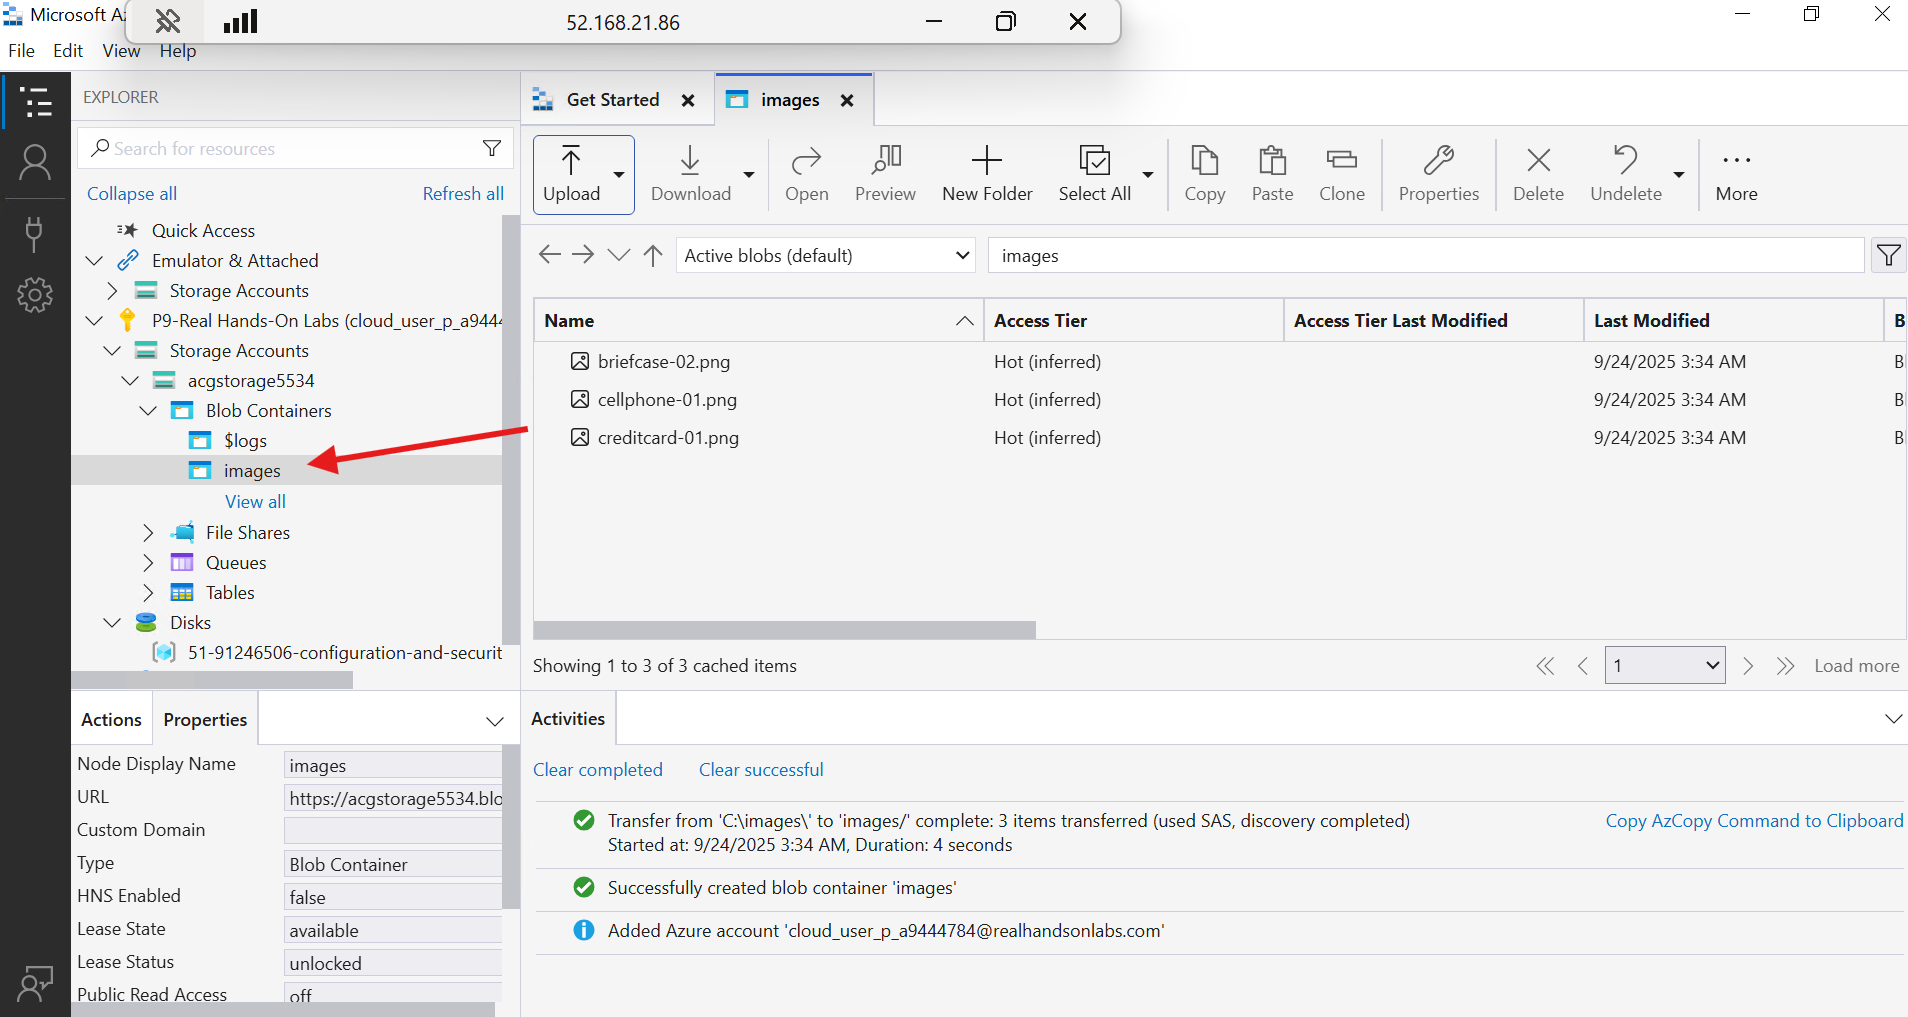 Microsoft Az
52.168.21.86
File Edit View Help
EXPLORER
Get Started
images
Search for resources
Upload
Download
Open
Preview
New Folder
Select All
Copy
Paste
Clone
Properties
Delete
Undelete
More
Collapse all
Refresh all
Quick Access
Emulator & Attached
Storage Accounts
P9-Real Hands-On Labs (cloud_user_p_a9444
Storage Accounts
acgstorage5534
Blob Containers
$logs
images
View all
File Shares
Queues
Tables
Disks
51-91246506-configuration-and-securit
Active blobs (default)
images
Name Access Tier Access Tier Last Modified Last Modified B
briefcase-02.png Hot (inferred) 9/24/2025 3:34 AM Bl
cellphone-01.png Hot (inferred) 9/24/2025 3:34 AM Bl
creditcard-01.png Hot (inferred) 9/24/2025 3:34 AM Bl
Showing 1 to 3 of 3 cached items
1
Load more
Actions
Properties
Node Display Name images
URL https://acgstorage5534.blo
Custom Domain
Type Blob Container
HNS Enabled false
Lease State available
Lease Status unlocked
Public Read Access off
Activities
Clear completed
Clear successful
Transfer from 'C:\images\' to 'images/' complete: 3 items transferred (used SAS, discovery completed)
Started at: 9/24/2025 3:34 AM, Duration: 4 seconds
Copy AzCopy Command to Clipboard
Successfully created blob container 'images'
Added Azure account 'cloud_user_p_a9444784@realhandsonlabs.com'